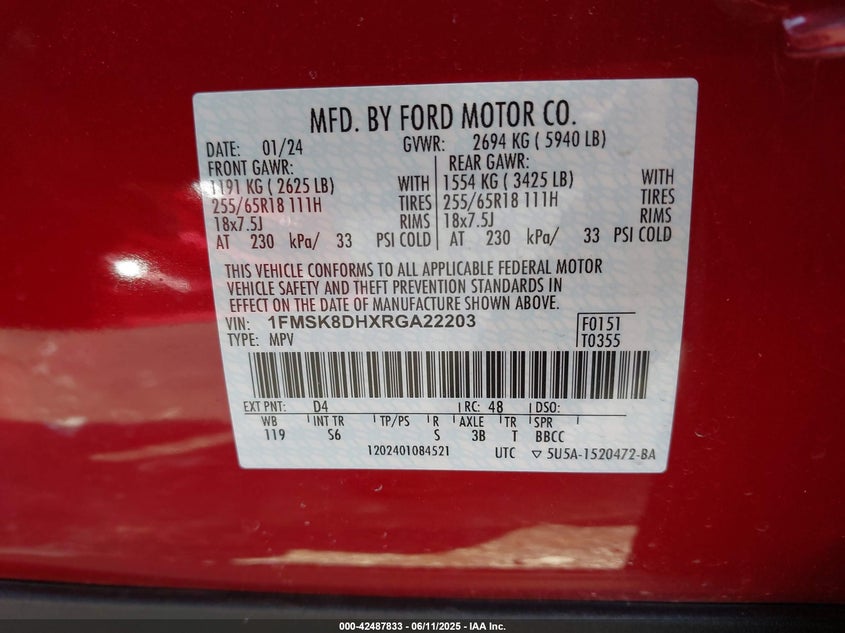 MFD. BY FORD MOTOR CO.
DATE: 01/24 GVWR: 2694 KG ( 5940 LB)
FRONT GAWR: REAR GAWR:
1191 KG ( 2625 LB) WITH 1554 KG ( 3425 LB) WITH
255/65R18 111H TIRES 255/65R18 111H TIRES
18x7.5J RIMS 18x7.5J RIMS
AT 230 kPa/ 33 PSI COLD AT 230 kPa/ 33 PSI COLD
THIS VEHICLE CONFORMS TO ALL APPLICABLE FEDERAL MOTOR
VEHICLE SAFETY AND THEFT PREVENTION STANDARDS IN
EFFECT ON THE DATE OF MANUFACTURE SHOWN ABOVE.
VIN: 1FMSK8DHXRGA22203 F0151
TYPE: MPV T0355
EXT PNT: D4 RC: 48 DSO:
WB INT TR TP/PS R AXLE TR SPR
119 S6 S 3B T BBCC
1202401084521 UTC ▽ 5U5A-1520472-BA
000-42487833 - 06/11/2025 - IAA Inc.